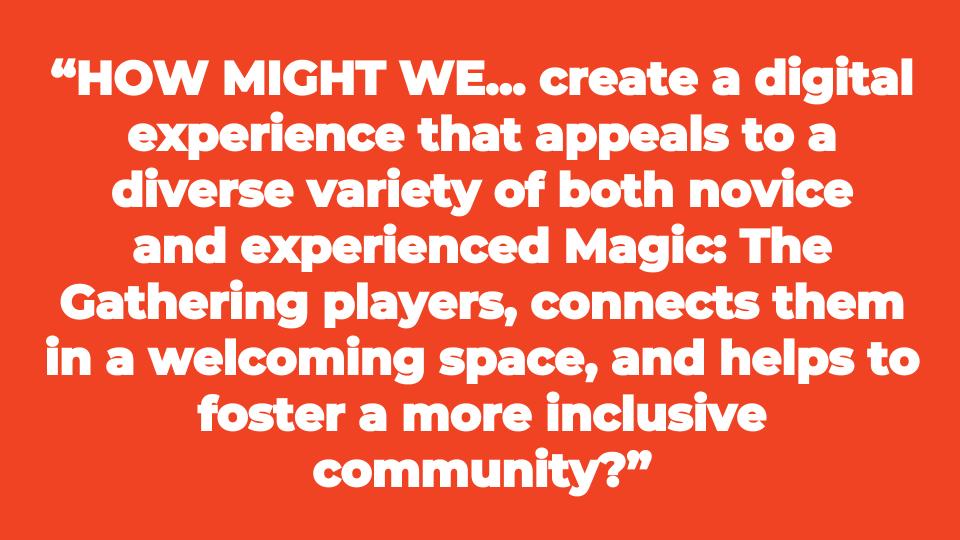 “HOW MIGHT WE... create a digital
experience that appeals to a
diverse variety of both novice
and experienced Magic: The
Gathering players, connects them
in a welcoming space, and helps to
foster a more inclusive
community?”